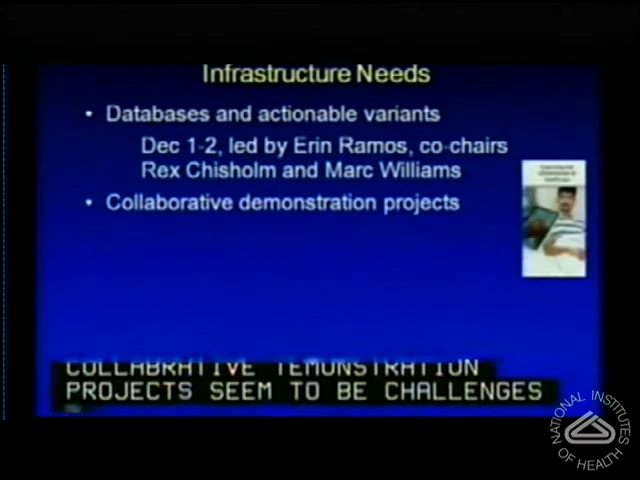 Infrastructure Needs
• Databases and actionable variants
Dec 1-2, led by Erin Ramos, co-chairs
Rex Chisholm and Marc Williams
• Collaborative demonstration projects
COLLABRATIVE TEMONSTRATION
PROJECTS SEEM TO BE CHALLENGES
NATIONAL INSTITUTES
OF HEALTH